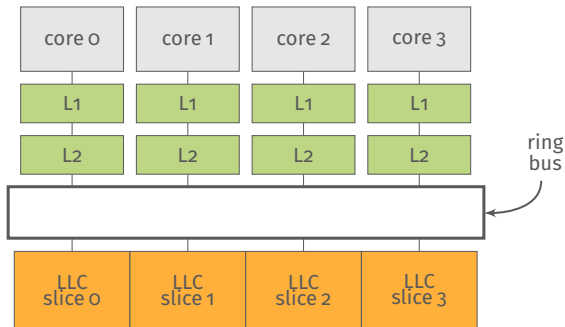 core 0 core 1 core 2 core 3
L1 L1 L1 L1
L2 L2 L2 L2
ring
bus
LLC LLC LLC LLC
slice 0 slice 1 slice 2 slice 3